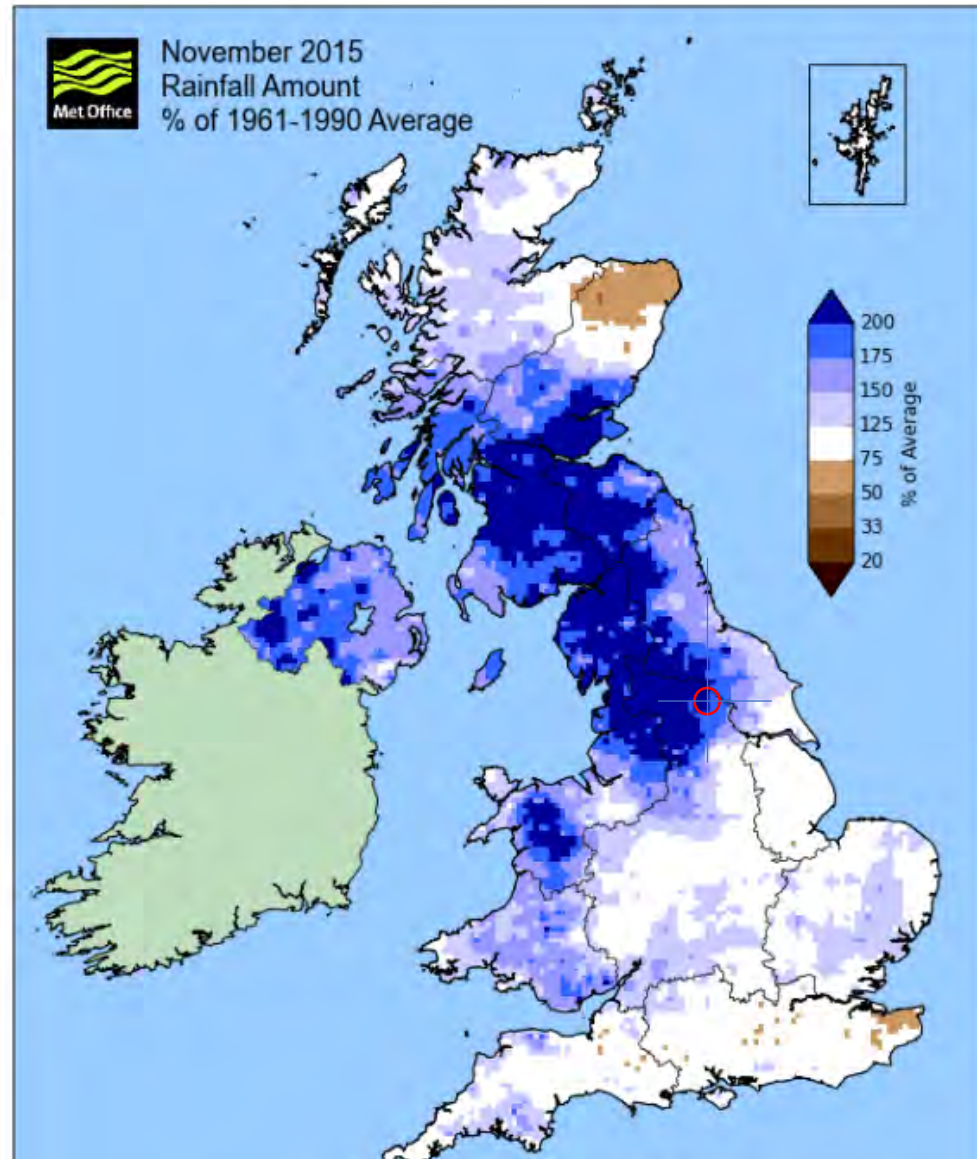 Met Office
November 2015
Rainfall Amount
% of 1961-1990 Average
200
175
150
125
75
50
33
20
% of Average